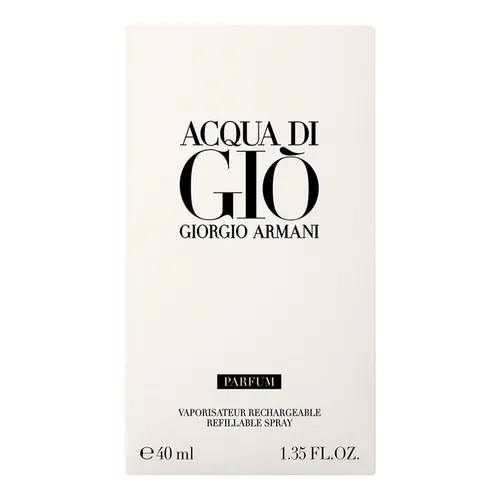 ACQUA DI
GIÒ
GIORGIO ARMANI
PARFUM
VAPORISATEUR RECHARGEABLE
REFILLABLE SPRAY
℮40 ml 1.35 FL.OZ.